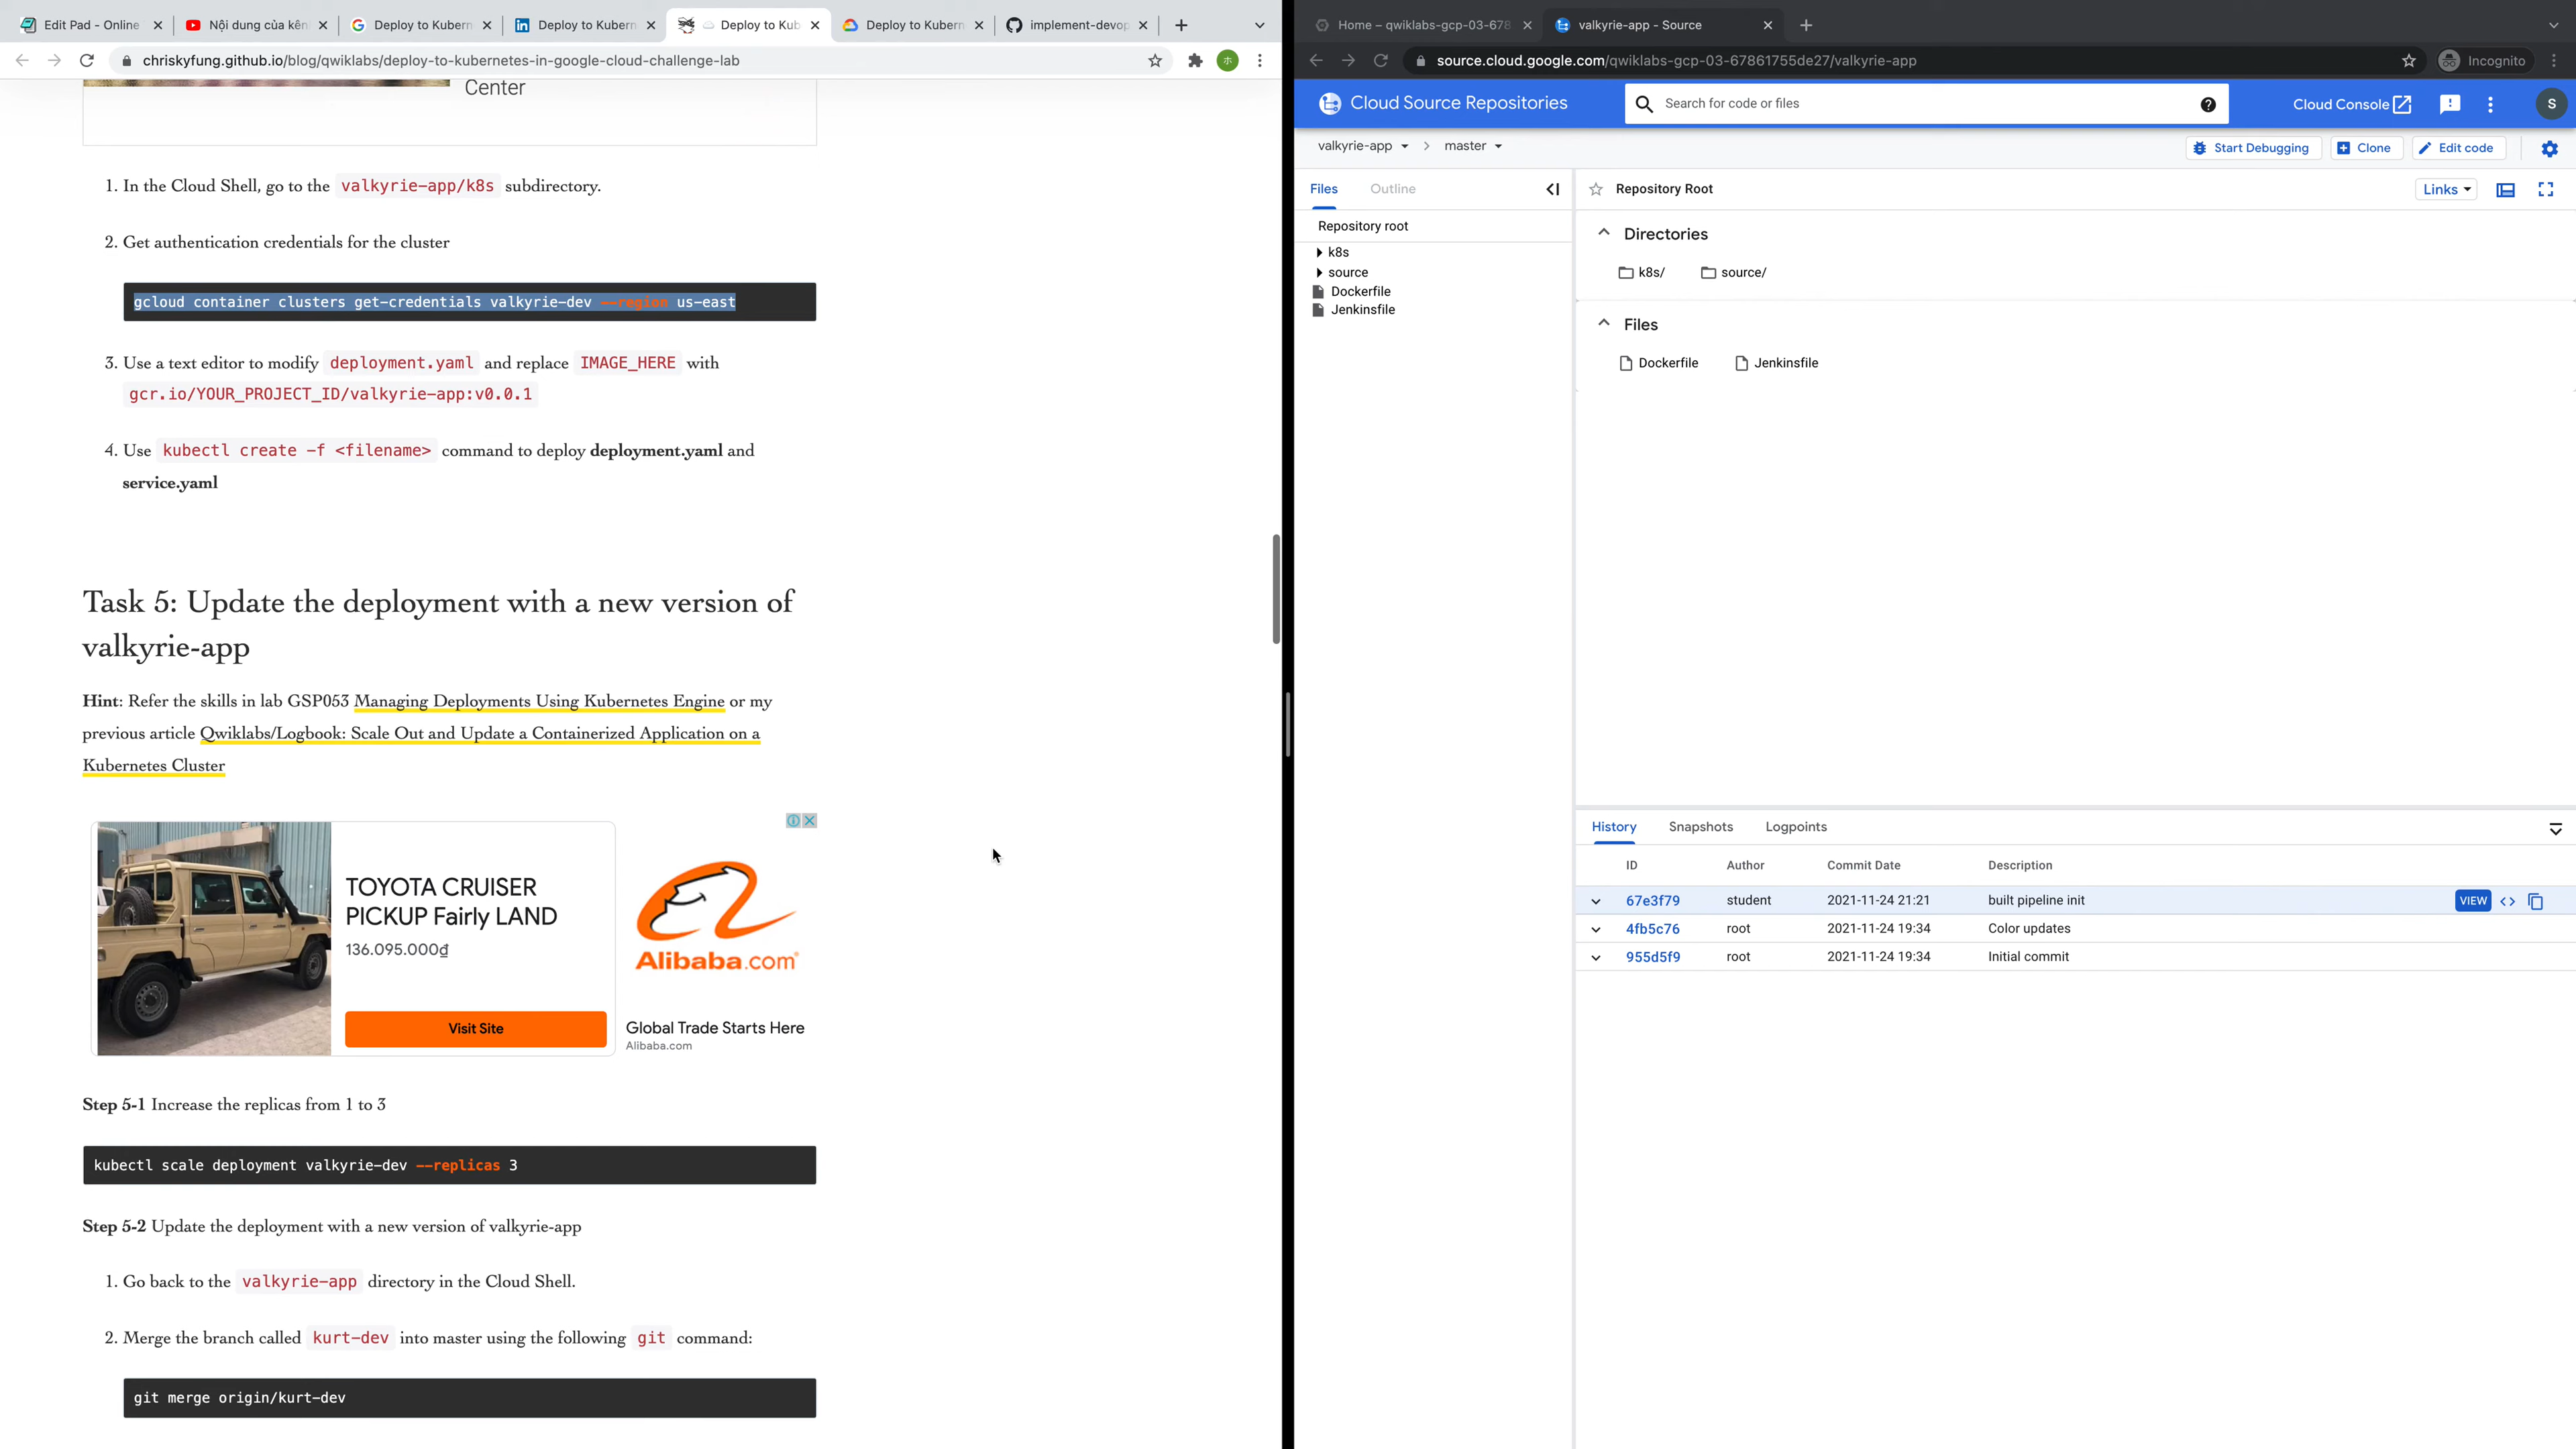 Edit Pad - Online
Nội dung của kên
Deploy to Kubern
Deploy to Kubern
Deploy to Kub
Deploy to Kubern
implement-devop
chriskyfung.github.io/blog/qwiklabs/deploy-to-kubernetes-in-google-cloud-challenge-lab
Center
1. In the Cloud Shell, go to the valkyrie-app/k8s subdirectory.
2. Get authentication credentials for the cluster
gcloud container clusters get-credentials valkyrie-dev --region us-east
3. Use a text editor to modify deployment.yaml and replace IMAGE_HERE with
gcr.io/YOUR_PROJECT_ID/valkyrie-app:v0.0.1
4. Use kubectl create -f <filename> command to deploy deployment.yaml and
service.yaml
Task 5: Update the deployment with a new version of
valkyrie-app
Hint: Refer the skills in lab GSP053 Managing Deployments Using Kubernetes Engine or my
previous article Qwiklabs/Logbook: Scale Out and Update a Containerized Application on a
Kubernetes Cluster
TOYOTA CRUISER
PICKUP Fairly LAND
136.095.000₫
Visit Site
Alibaba.com
Global Trade Starts Here
Alibaba.com
Step 5-1 Increase the replicas from 1 to 3
kubectl scale deployment valkyrie-dev --replicas 3
Step 5-2 Update the deployment with a new version of valkyrie-app
1. Go back to the valkyrie-app directory in the Cloud Shell.
2. Merge the branch called kurt-dev into master using the following git command:
git merge origin/kurt-dev
Home – qwiklabs-gcp-03-678
valkyrie-app - Source
source.cloud.google.com/qwiklabs-gcp-03-67861755de27/valkyrie-app
Incognito
Cloud Source Repositories
Search for code or files
Cloud Console
S
valkyrie-app
master
Start Debugging
Clone
Edit code
Files
Outline
Repository Root
Links
Repository root
k8s
source
Dockerfile
Jenkinsfile
Directories
k8s/
source/
Files
Dockerfile
Jenkinsfile
History
Snapshots
Logpoints
ID Author Commit Date Description
67e3f79 student 2021-11-24 21:21 built pipeline init VIEW
4fb5c76 root 2021-11-24 19:34 Color updates
955d5f9 root 2021-11-24 19:34 Initial commit